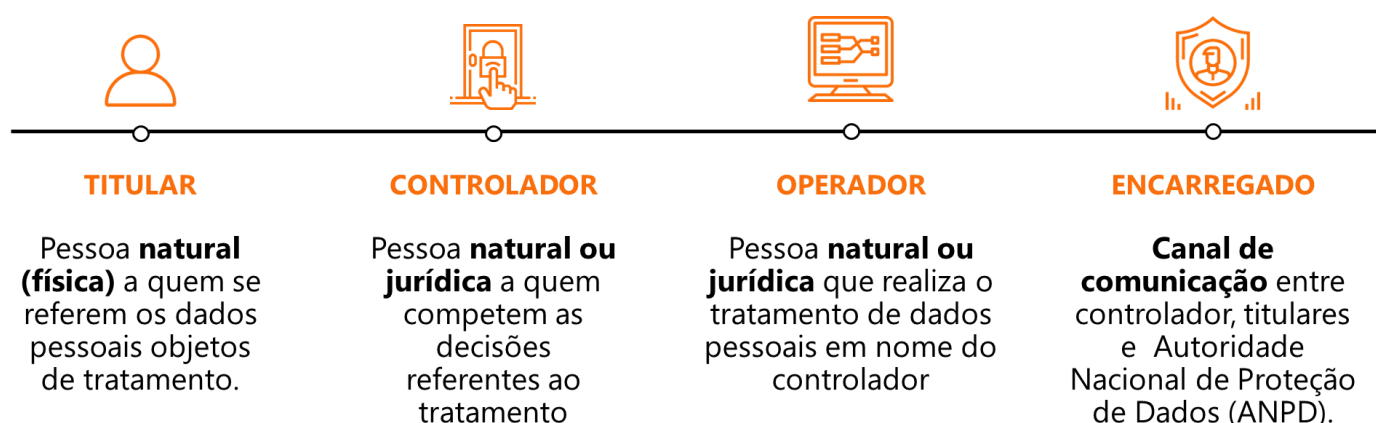 TITULAR
Pessoa natural
(física) a quem se
referem os dados
pessoais objetos
de tratamento.
CONTROLADOR
Pessoa natural ou
jurídica a quem
competem as
decisões
referentes ao
tratamento
OPERADOR
Pessoa natural ou
jurídica que realiza o
tratamento de dados
pessoais em nome do
controlador
ENCARREGADO
Canal de
comunicação entre
controlador, titulares
e Autoridade
Nacional de Proteção
de Dados (ANPD).